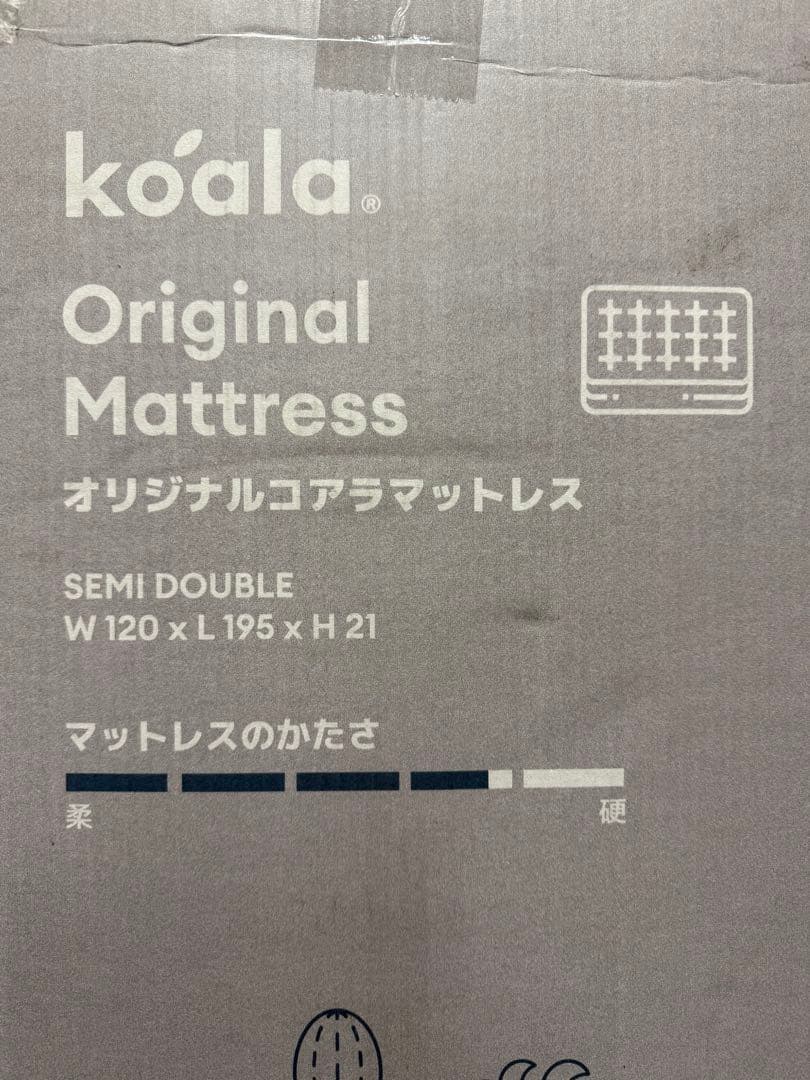 koala®
Original
Mattress
オリジナルコアラマットレス
SEMI DOUBLE
W 120 x L 195 x H 21
マットレスのかたさ
柔 硬